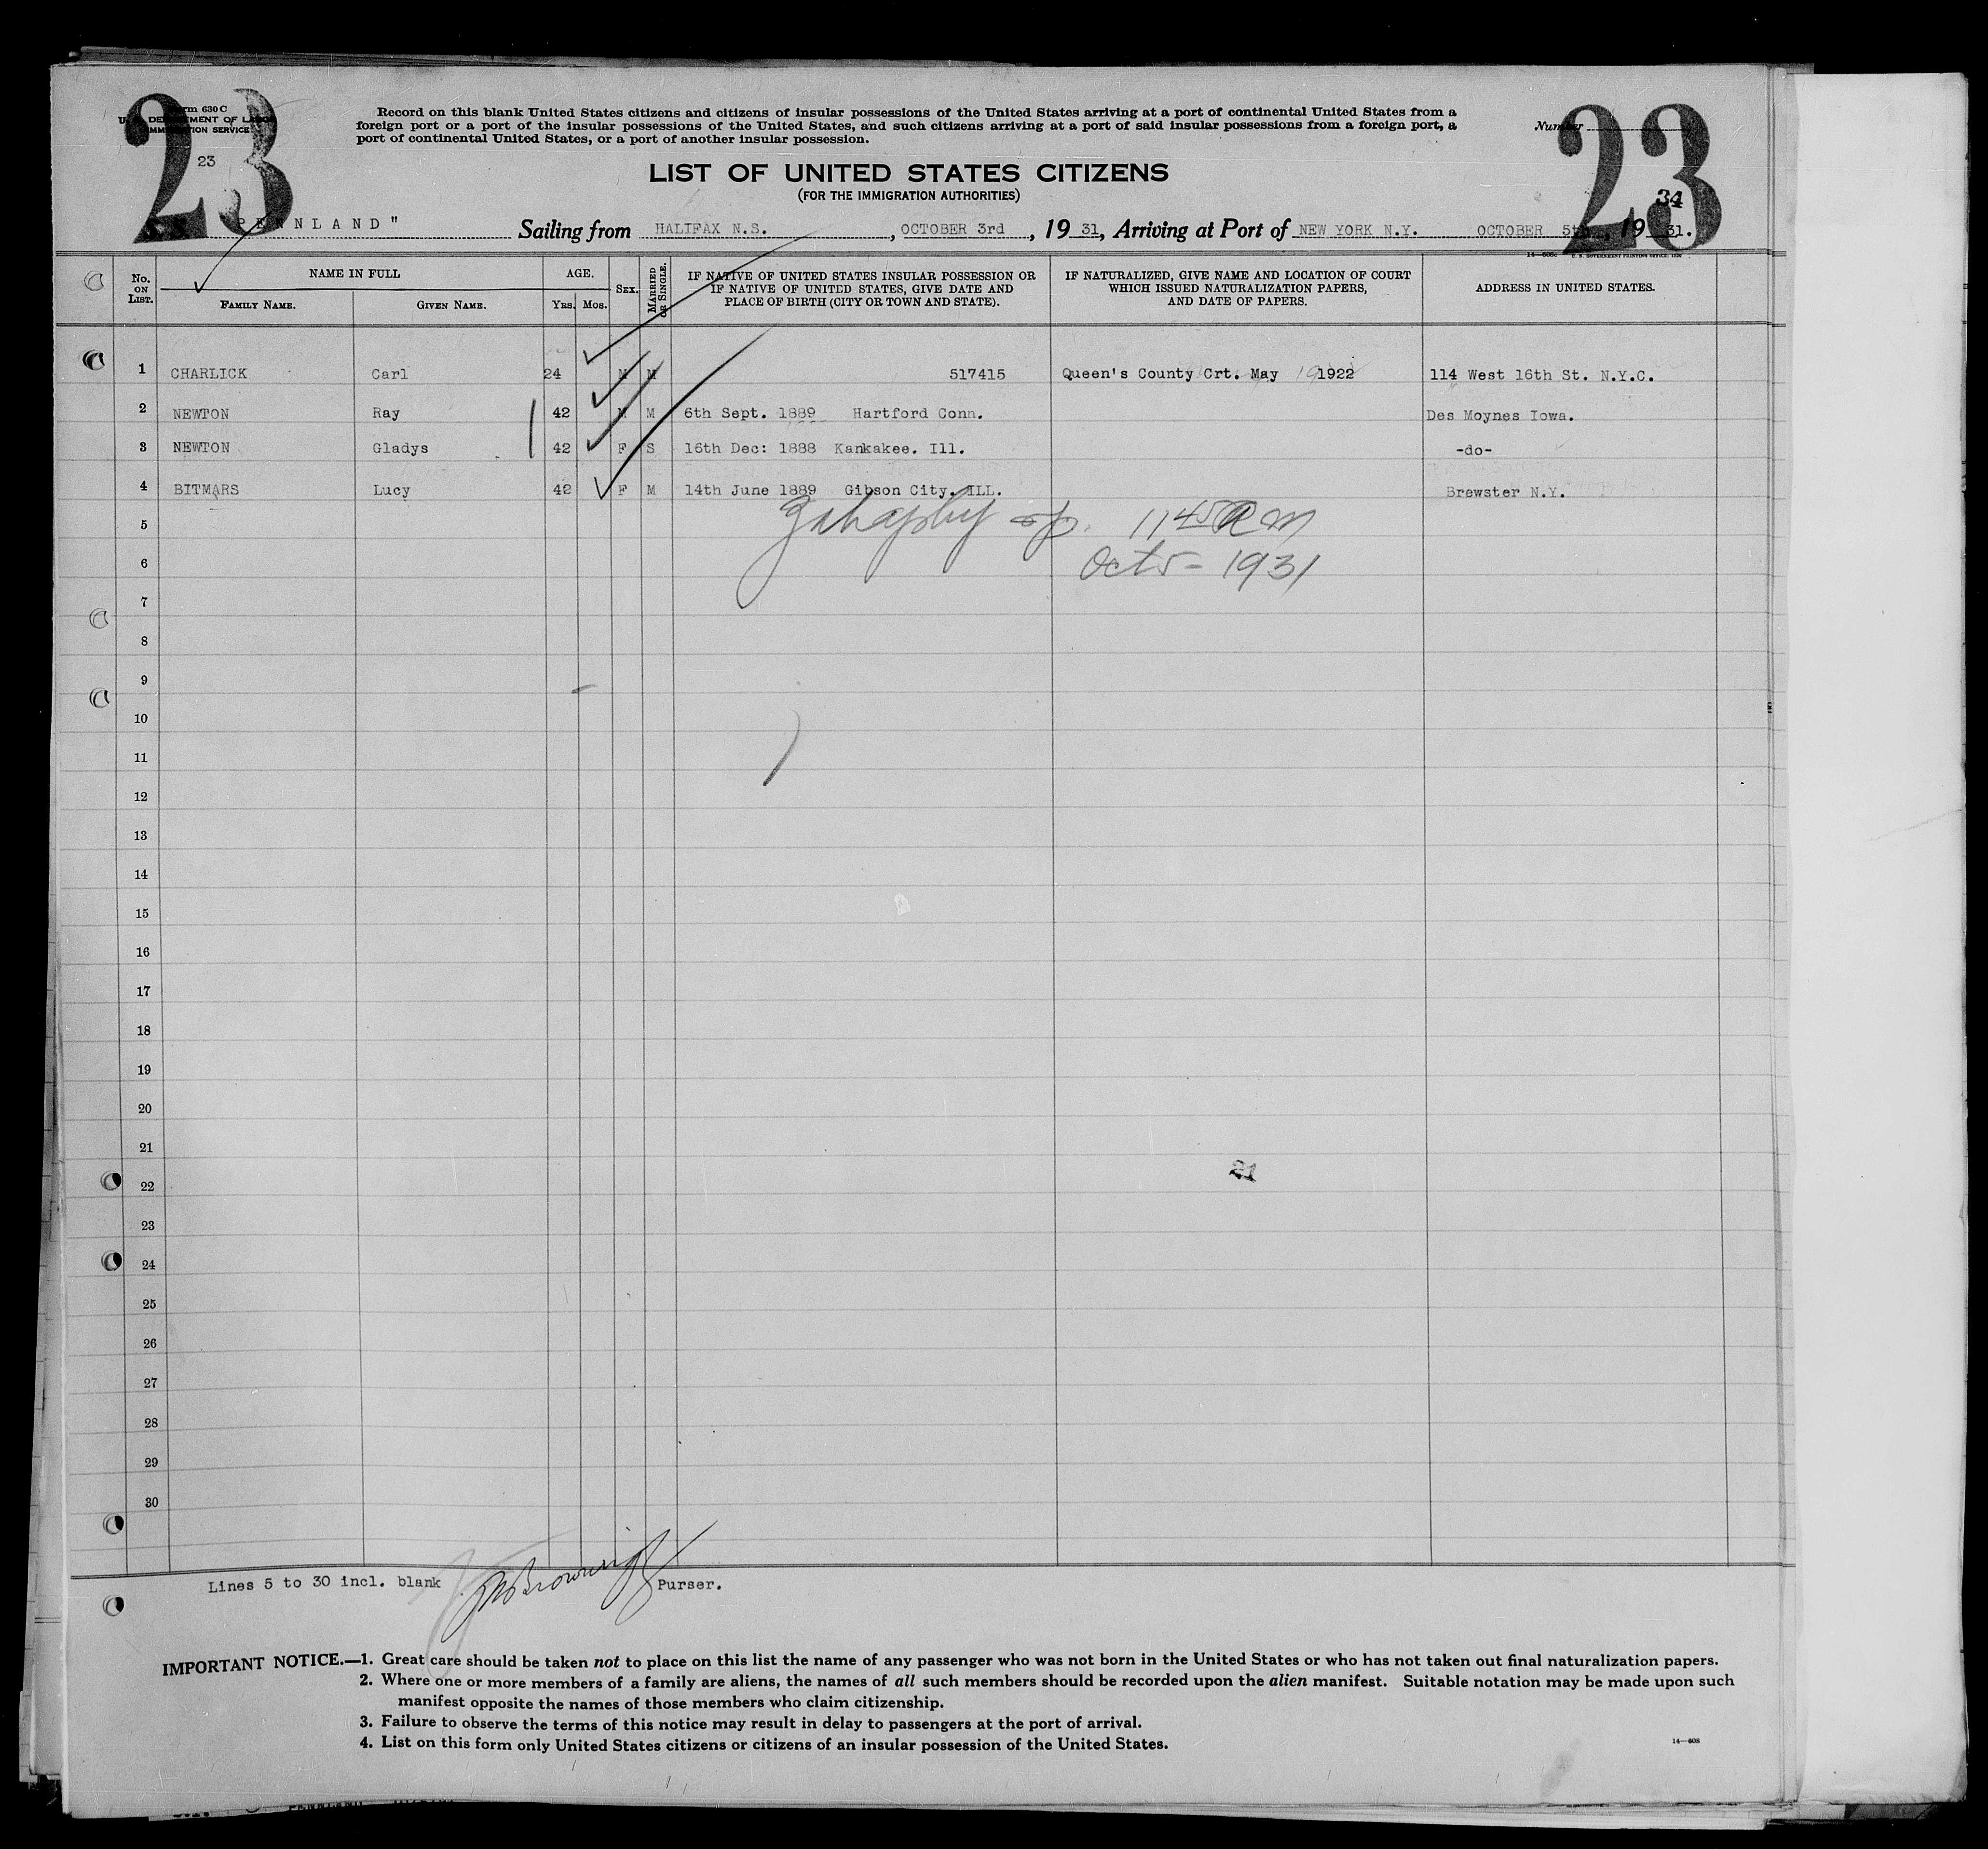 23
Form 630 C
U. S. DEPARTMENT OF LABOR
IMMIGRATION SERVICE
23
Record on this blank United States citizens and citizens of insular possessions of the United States arriving at a port of continental United States from a
foreign port or a port of the insular possessions of the United States, and such citizens arriving at a port of said insular possessions from a foreign port, a
port of continental United States, or a port of another insular possession.
Number
23
34
LIST OF UNITED STATES CITIZENS
(FOR THE IMMIGRATION AUTHORITIES)
S. S. PENNLAND" Sailing from HALIFAX N.S., OCTOBER 3rd, 1931, Arriving at Port of NEW YORK N.Y. OCTOBER 5th, 1931.
No. ON LIST. NAME IN FULL FAMILY NAME. GIVEN NAME. AGE. YRS. MOS. SEX. MARRIED OR SINGLE. IF NATIVE OF UNITED STATES INSULAR POSSESSION OR IF NATIVE OF UNITED STATES, GIVE DATE AND PLACE OF BIRTH (CITY OR TOWN AND STATE). IF NATURALIZED, GIVE NAME AND LOCATION OF COURT WHICH ISSUED NATURALIZATION PAPERS, AND DATE OF PAPERS. ADDRESS IN UNITED STATES.
1 CHARLICK Carl 24 M M 517415 Queen's County Crt. May 19 1922 114 West 16th St. N.Y.C.
2 NEWTON Ray 42 M M 6th Sept. 1889 Hartford Conn. Des Moynes Iowa.
3 NEWTON Gladys 42 F S 16th Dec: 1888 Kankakee. Ill. -do-
4 BITMARS Lucy 42 F M 14th June 1889 Gibson City. ILL. Brewster N.Y.
1145 AM
5
Oct 5 - 1931
6
7
8
9
10
11
12
13
14
15
16
17
18
19
20
21
21
22
23
24
25
26
27
28
29
30
Lines 5 to 30 incl. blank Purser.
IMPORTANT NOTICE.—1. Great care should be taken not to place on this list the name of any passenger who was not born in the United States or who has not taken out final naturalization papers.
2. Where one or more members of a family are aliens, the names of all such members should be recorded upon the alien manifest. Suitable notation may be made upon such
manifest opposite the names of those members who claim citizenship.
3. Failure to observe the terms of this notice may result in delay to passengers at the port of arrival.
4. List on this form only United States citizens or citizens of an insular possession of the United States.
14—608